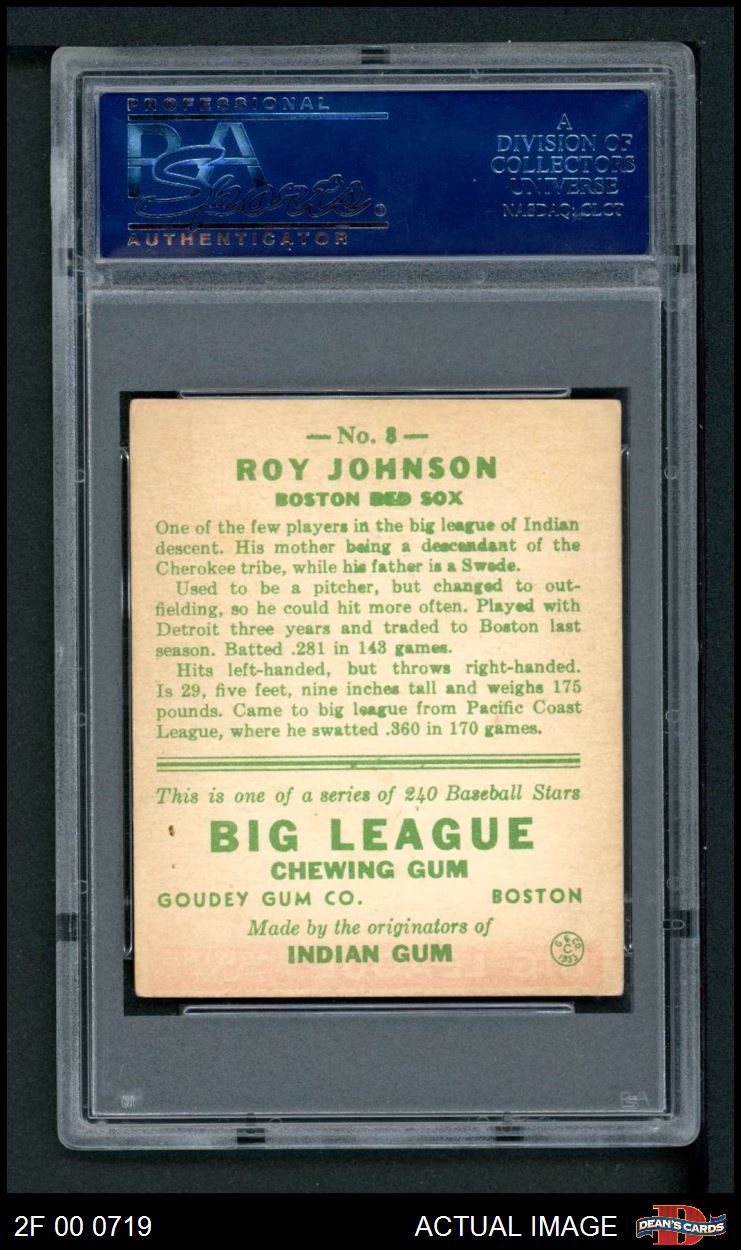 PROFESSIONAL
PSA
Sports
AUTHENTICATOR
A
DIVISION OF
COLLECTORS
UNIVERSE
NASDAQ: CLCT
— No. 8 —
ROY JOHNSON
BOSTON RED SOX
One of the few players in the big league of Indian
descent. His mother being a descendant of the
Cherokee tribe, while his father is a Swede.
Used to be a pitcher, but changed to out-
fielding, so he could hit more often. Played with
Detroit three years and traded to Boston last
season. Batted .281 in 143 games.
Hits left-handed, but throws right-handed.
Is 29, five feet, nine inches tall and weighs 175
pounds. Came to big league from Pacific Coast
League, where he swatted .360 in 170 games.
This is one of a series of 240 Baseball Stars
BIG LEAGUE
CHEWING GUM
GOUDEY GUM CO. BOSTON
Made by the originators of
INDIAN GUM
G. G. CO.
C
1933
PSA
2F 00 0719 ACTUAL IMAGE DEAN'S CARDS